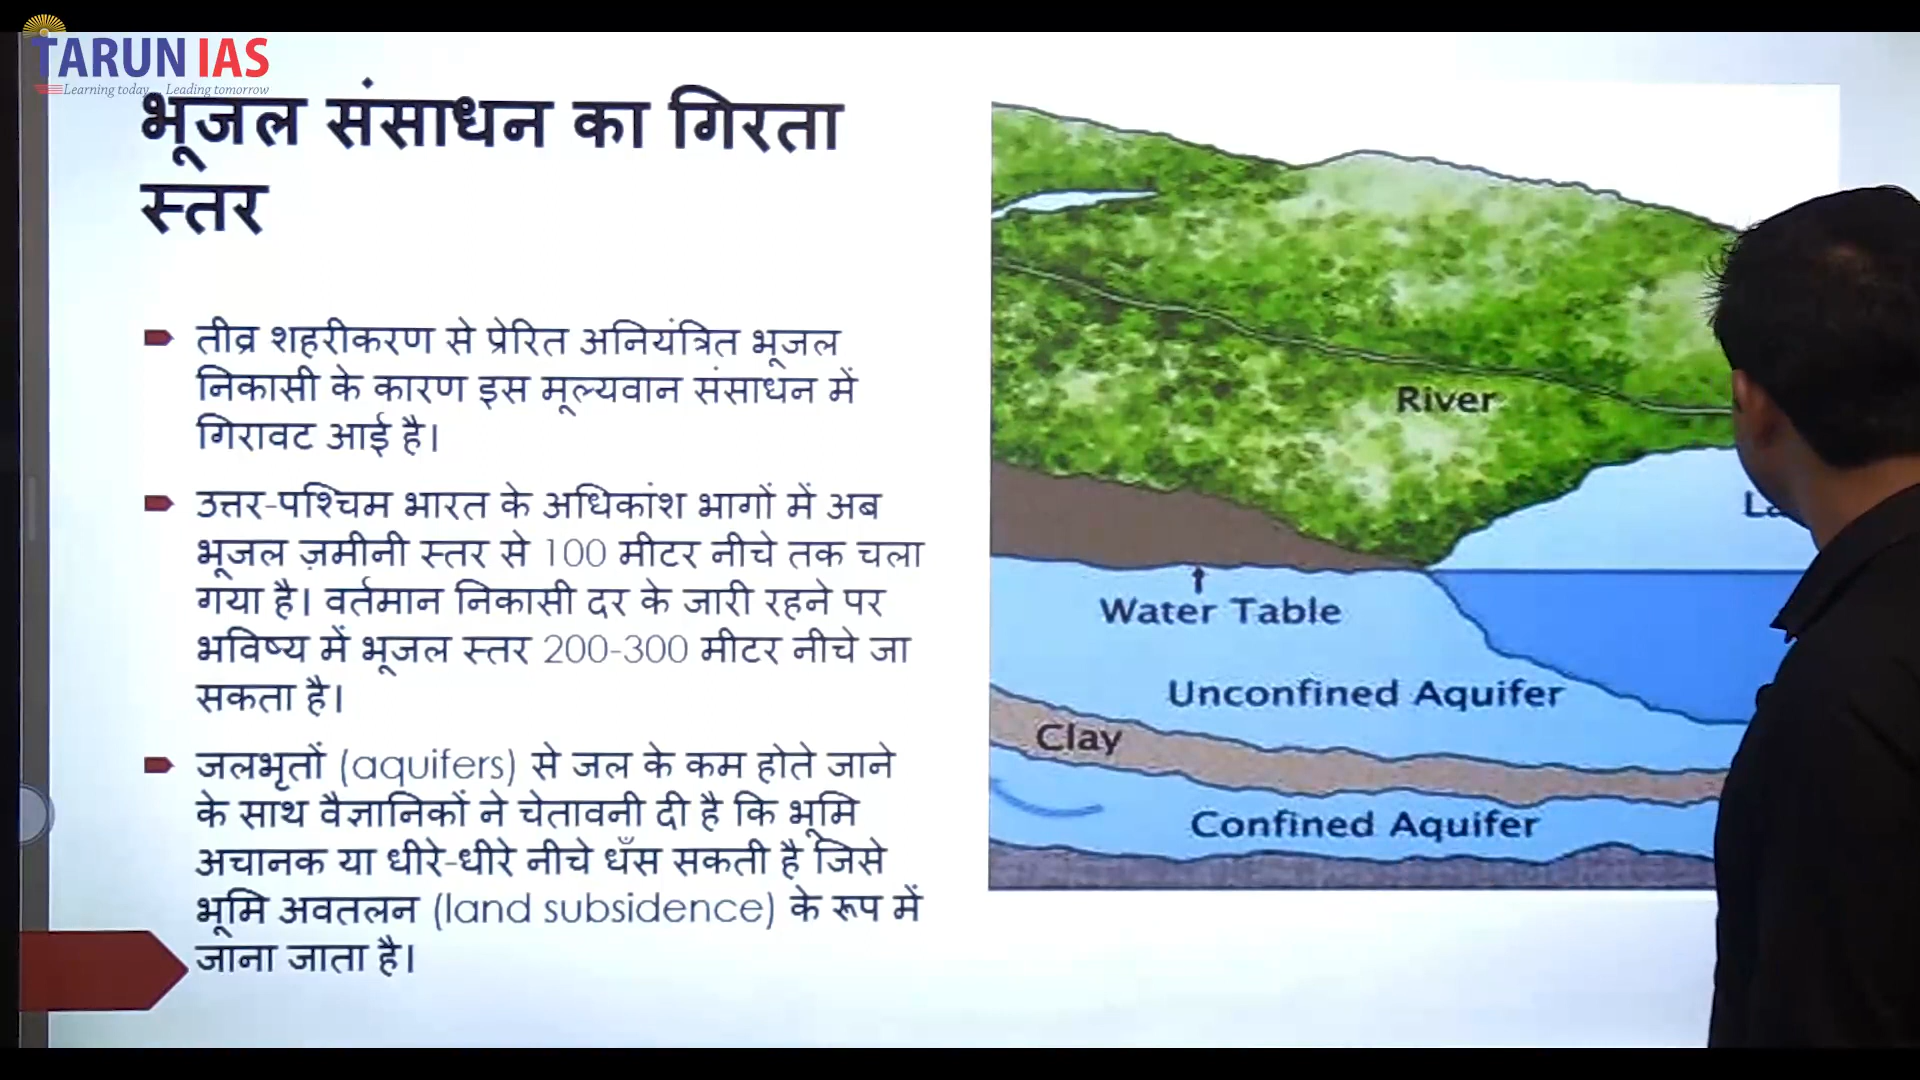 TARUN IAS
Learning today... Leading tomorrow
भूजल संसाधन का गिरता
स्तर
तीव्र शहरीकरण से प्रेरित अनियंत्रित भूजल
निकासी के कारण इस मूल्यवान संसाधन में
गिरावट आई है।
उत्तर-पश्चिम भारत के अधिकांश भागों में अब
भूजल ज़मीनी स्तर से 100 मीटर नीचे तक चला
गया है। वर्तमान निकासी दर के जारी रहने पर
भविष्य में भूजल स्तर 200-300 मीटर नीचे जा
सकता है।
जलभृतों (aquifers) से जल के कम होते जाने
के साथ वैज्ञानिकों ने चेतावनी दी है कि भूमि
अचानक या धीरे-धीरे नीचे धँस सकती है जिसे
भूमि अवतलन (land subsidence) के रूप में
जाना जाता है।
River
Water Table
Unconfined Aquifer
Clay
Confined Aquifer